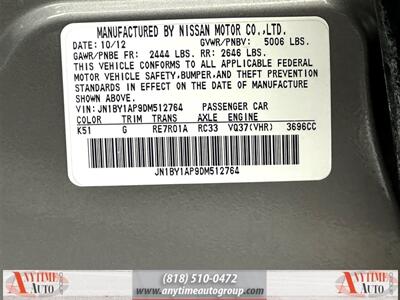 MANUFACTURED BY NISSAN MOTOR CO.,LTD.
DATE: 10/12 GVWR/PNBV: 5006 LBS.
GAWR/PNBE FR: 2444 LBS. RR: 2646 LBS.
THIS VEHICLE CONFORMS TO ALL APPLICABLE FEDERAL
MOTOR VEHICLE SAFETY, BUMPER, AND THEFT PREVENTION
STANDARDS IN EFFECT ON THE DATE OF MANUFACTURE
SHOWN ABOVE.
VIN: JN1BY1AP9DM512764 PASSENGER CAR
COLOR TRIM TRANS AXLE ENGINE
K51 G RE7R01A RC33 VQ37(VHR) 3696CC
JN1BY1AP9DM512764
ANYTIME AUTO
(818) 510-0472
www.anytimeautogroup.com
ANYTIME AUTO